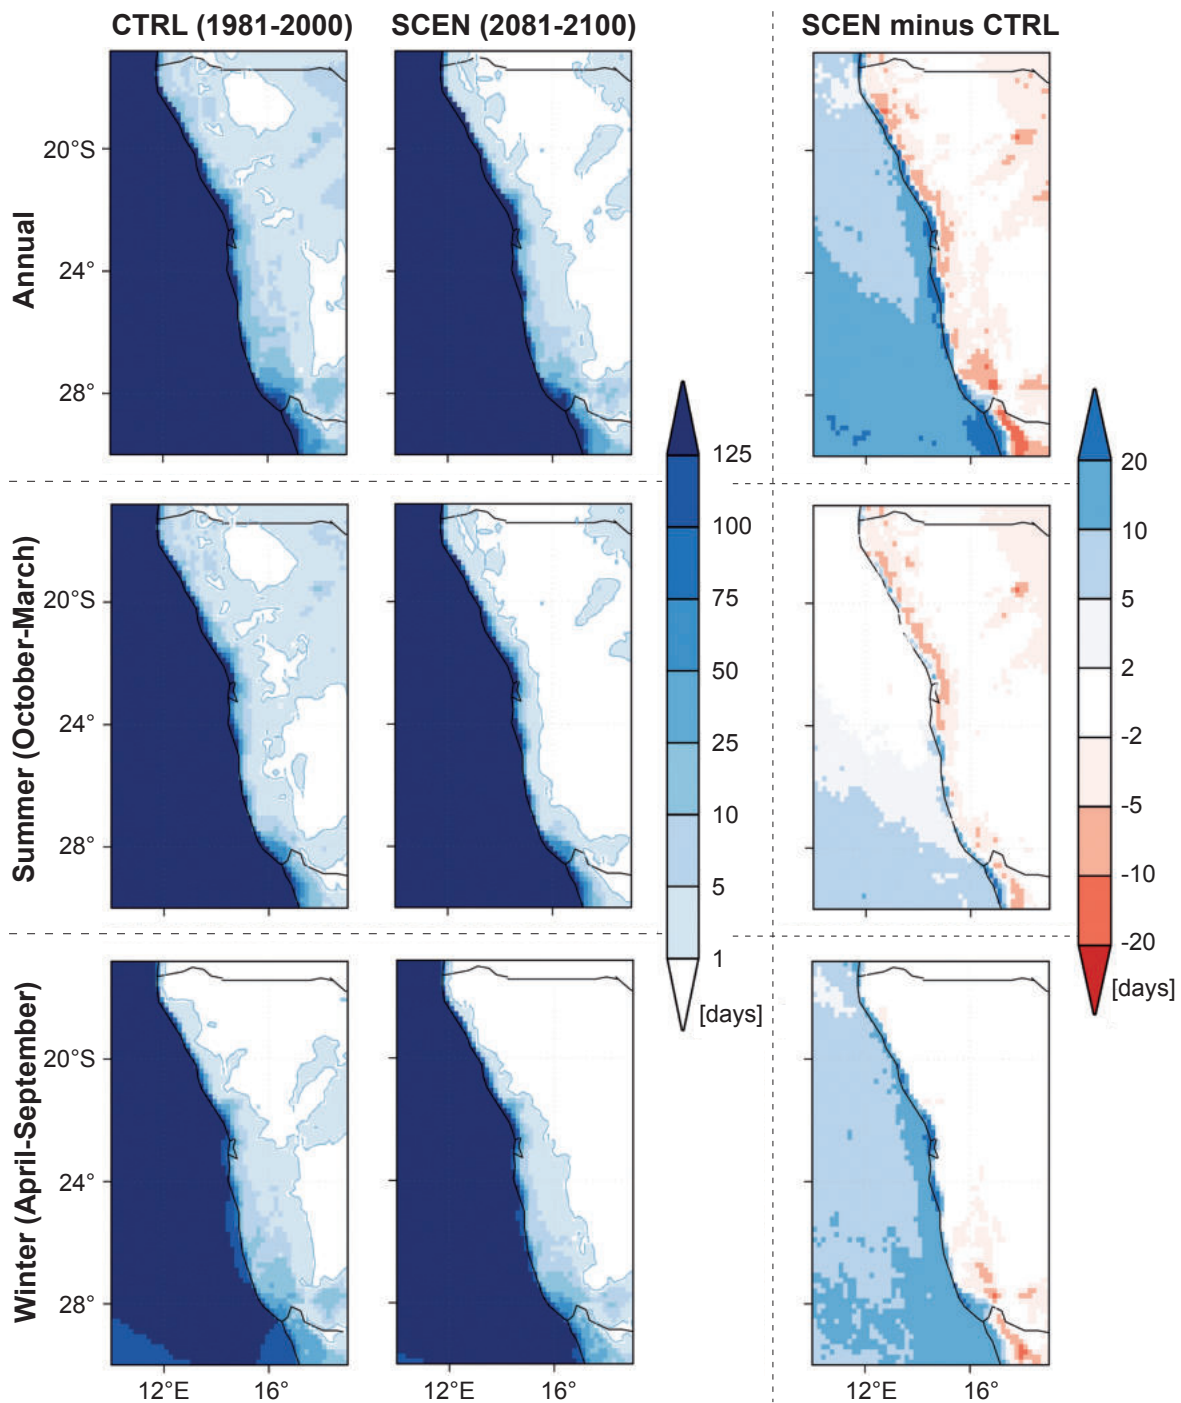 CTRL (1981-2000) SCEN (2081-2100) SCEN minus CTRL
Annual
20°S
24°
28°
Summer (October-March)
20°S
24°
28°
Winter (April-September)
20°S
24°
28°
12°E 16° 12°E 16° 12°E 16°
125
100
75
50
25
10
5
1
[days]
20
10
5
2
-2
-5
-10
-20
[days]